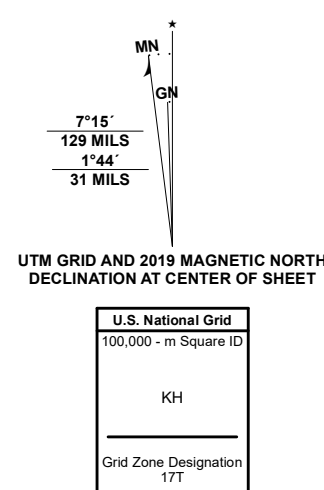 ★
MN
GN
7°15´
129 MILS
1°44´
31 MILS
UTM GRID AND 2019 MAGNETIC NORTH
DECLINATION AT CENTER OF SHEET
U.S. National Grid
100,000 - m Square ID
KH
Grid Zone Designation
17T